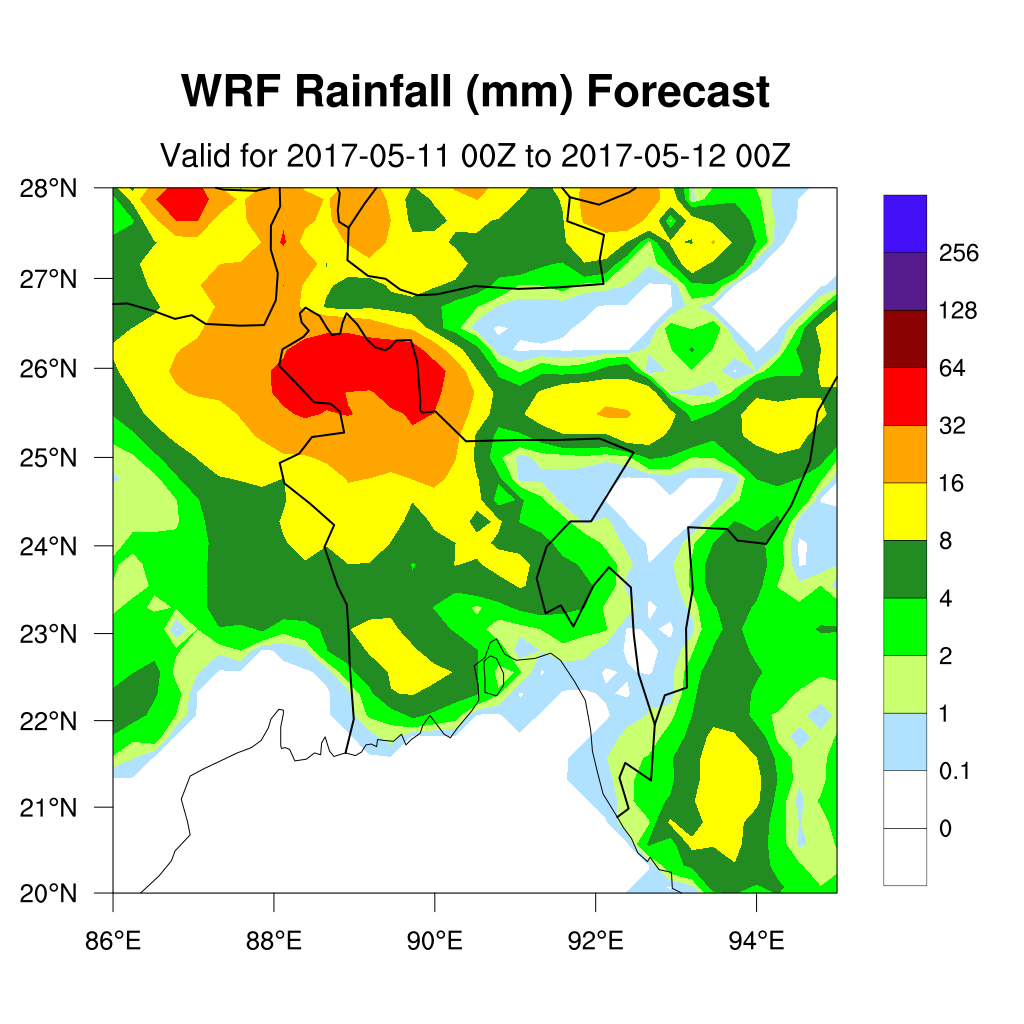 WRF Rainfall (mm) Forecast
Valid for 2017-05-11 00Z to 2017-05-12 00Z
28°N
27°N
26°N
25°N
24°N
23°N
22°N
21°N
20°N
86°E 88°E 90°E 92°E 94°E
256
128
64
32
16
8
4
2
1
0.1
0